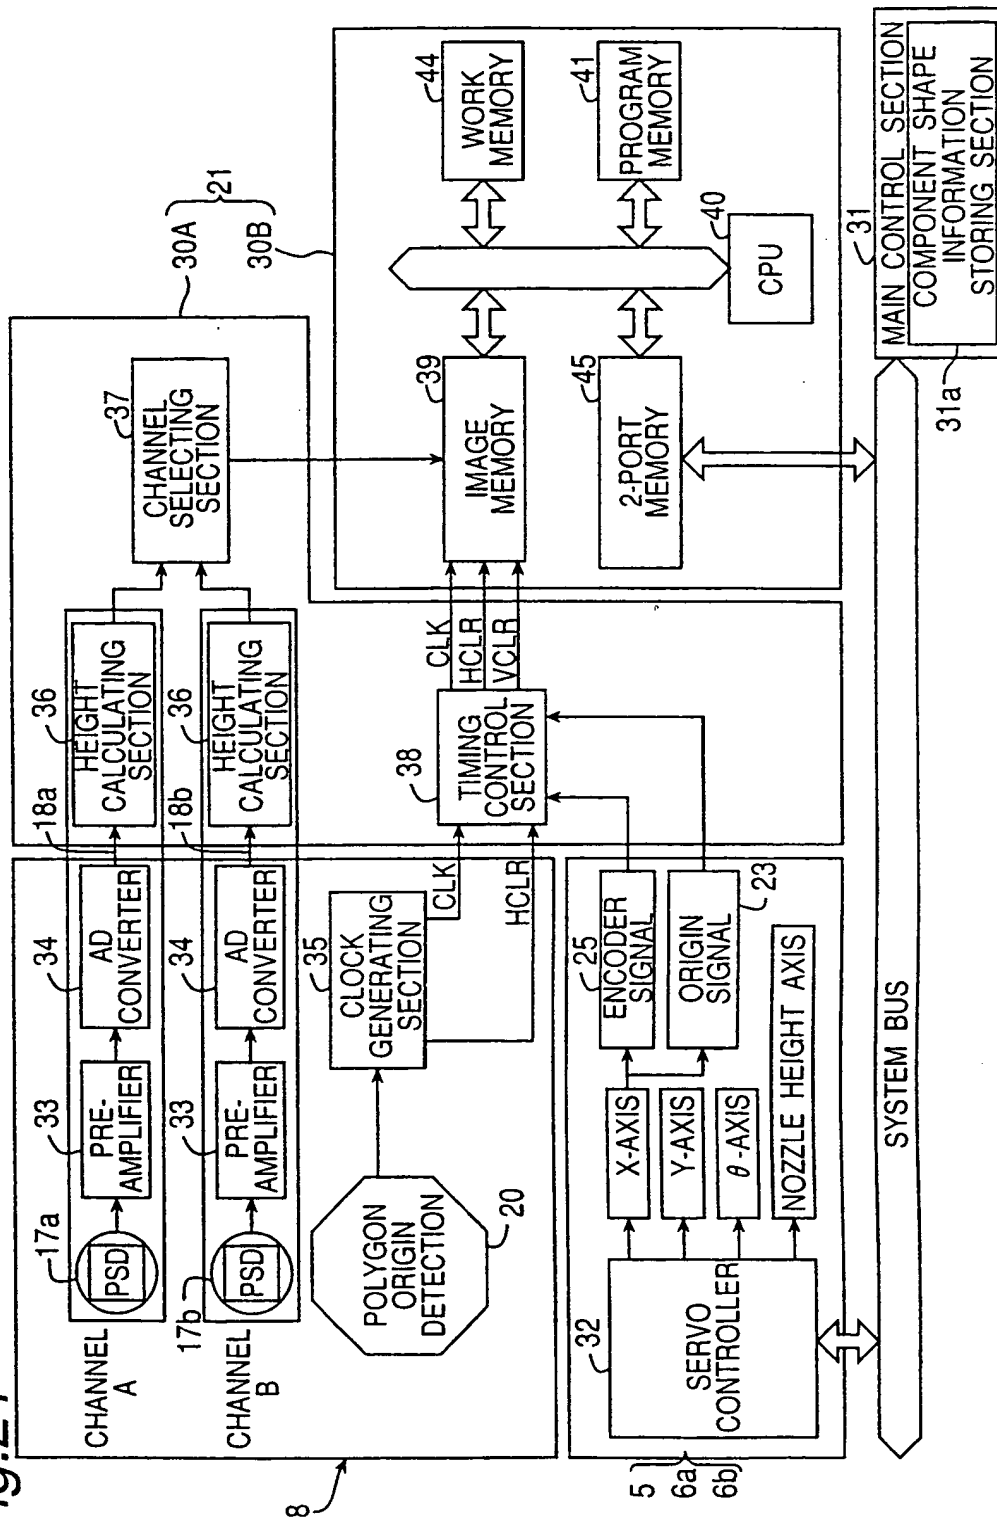 CHANNEL
A
17a
PSD
33
PRE-
AMPLIFIER
34
AD
CONVERTER
18a
36
HEIGHT
CALCULATING
SECTION
CHANNEL
B
17b
PSD
33
PRE-
AMPLIFIER
34
AD
CONVERTER
18b
36
HEIGHT
CALCULATING
SECTION
37
CHANNEL
SELECTING
SECTION
30A
30B
21
8
POLYGON
ORIGIN
DETECTION
20
35
CLOCK
GENERATING
SECTION
CLK
HCLR
38
TIMING
CONTROL
SECTION
CLK
HCLR
VCLR
39
IMAGE
MEMORY
44
WORK
MEMORY
45
2-PORT
MEMORY
41
PROGRAM
MEMORY
40
CPU
5
6a
6b
32
SERVO
CONTROLLER
X-AXIS
Y-AXIS
θ-AXIS
NOZZLE HEIGHT AXIS
25
ENCODER
SIGNAL
ORIGIN
SIGNAL
23
SYSTEM BUS
31
MAIN CONTROL SECTION
COMPONENT SHAPE
INFORMATION
STORING SECTION
31a